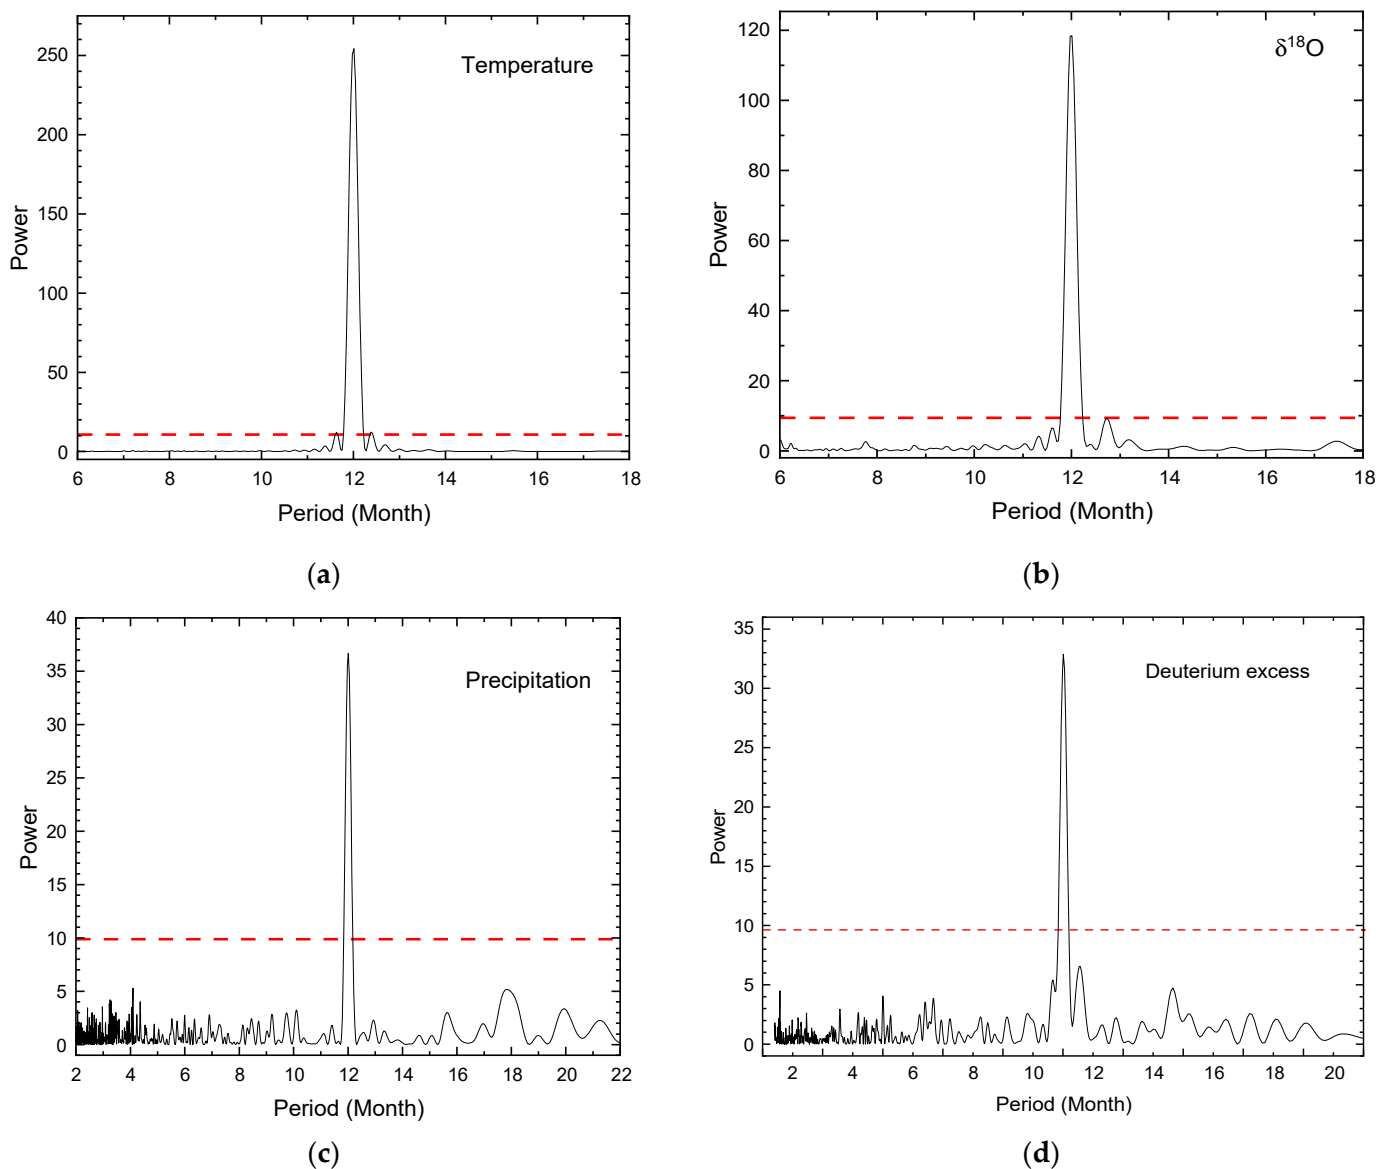 Temperature
250
200
150
100
50
0
Power
6 8 10 12 14 16 18
Period (Month)
(a)
δ18O
120
100
80
60
40
20
0
Power
6 8 10 12 14 16 18
Period (Month)
(b)
Precipitation
40
35
30
25
20
15
10
5
0
Power
2 4 6 8 10 12 14 16 18 20 22
Period (Month)
(c)
Deuterium excess
35
30
25
20
15
10
5
0
Power
2 4 6 8 10 12 14 16 18 20
Period (Month)
(d)